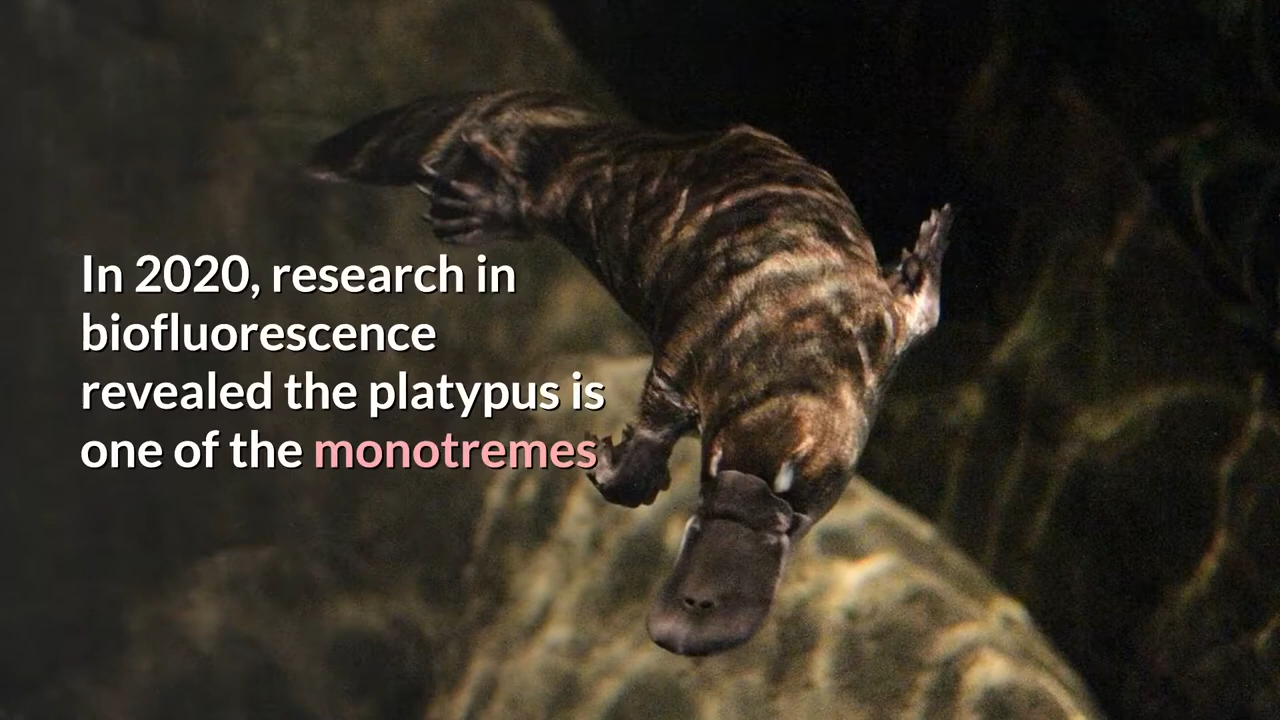 In 2020, research in
biofluorescence
revealed the platypus is
one of the monotremes